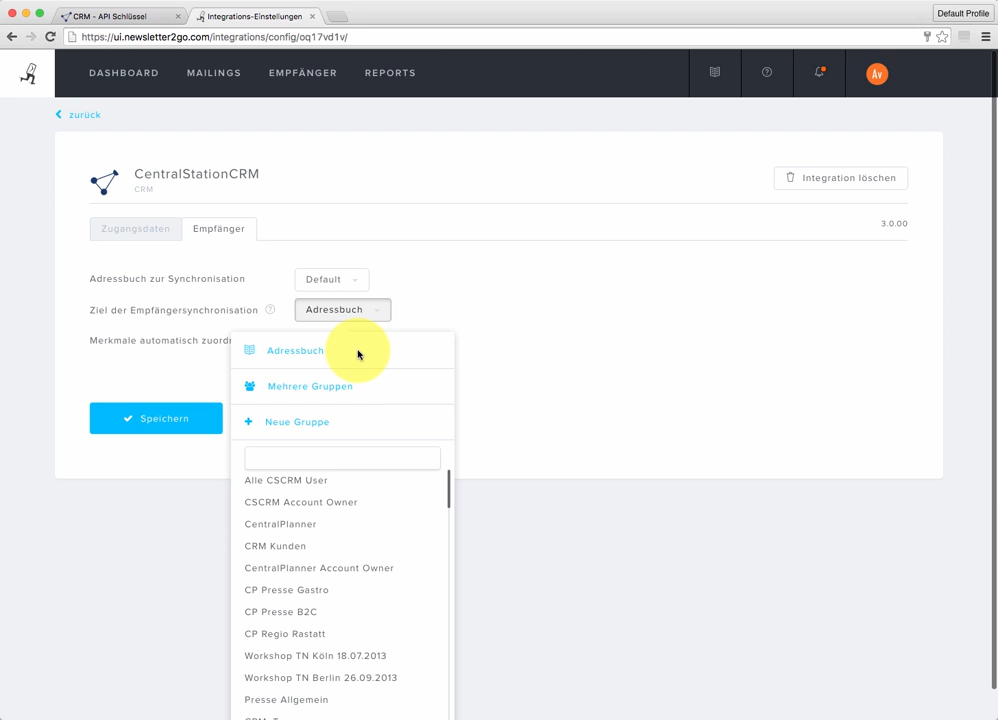 CRM - API Schlüssel
Integrations-Einstellungen
Default Profile
https://ui.newsletter2go.com/integrations/config/oq17vd1v/
DASHBOARD MAILINGS EMPFÄNGER REPORTS
Av
zurück
CentralStationCRM
CRM
Integration löschen
Zugangsdaten Empfänger
3.0.00
Adressbuch zur Synchronisation Default
Ziel der Empfängersynchronisation Adressbuch
Merkmale automatisch zuord
Adressbuch
Mehrere Gruppen
Speichern
Neue Gruppe
Alle CSCRM User
CSCRM Account Owner
CentralPlanner
CRM Kunden
CentralPlanner Account Owner
CP Presse Gastro
CP Presse B2C
CP Regio Rastatt
Workshop TN Köln 18.07.2013
Workshop TN Berlin 26.09.2013
Presse Allgemein